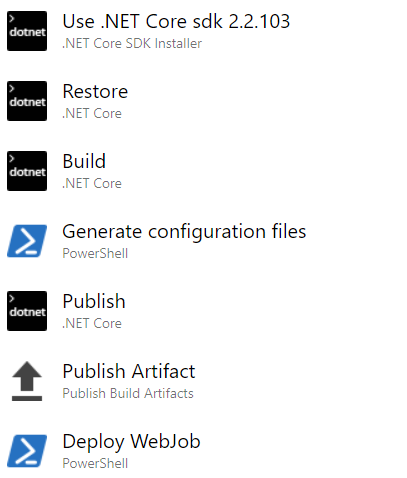 > dotnet
Use .NET Core sdk 2.2.103
.NET Core SDK Installer
> dotnet
Restore
.NET Core
> dotnet
Build
.NET Core
Generate configuration files
PowerShell
> dotnet
Publish
.NET Core
Publish Artifact
Publish Build Artifacts
Deploy WebJob
PowerShell